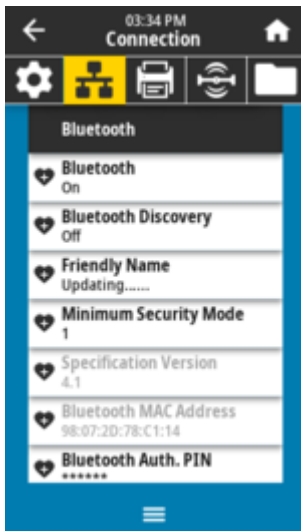 03:34 PM
Connection
Bluetooth
Bluetooth
On
Bluetooth Discovery
Off
Friendly Name
Updating......
Minimum Security Mode
1
Specification Version
4.1
Bluetooth MAC Address
98:07:2D:78:C1:14
Bluetooth Auth. PIN
******